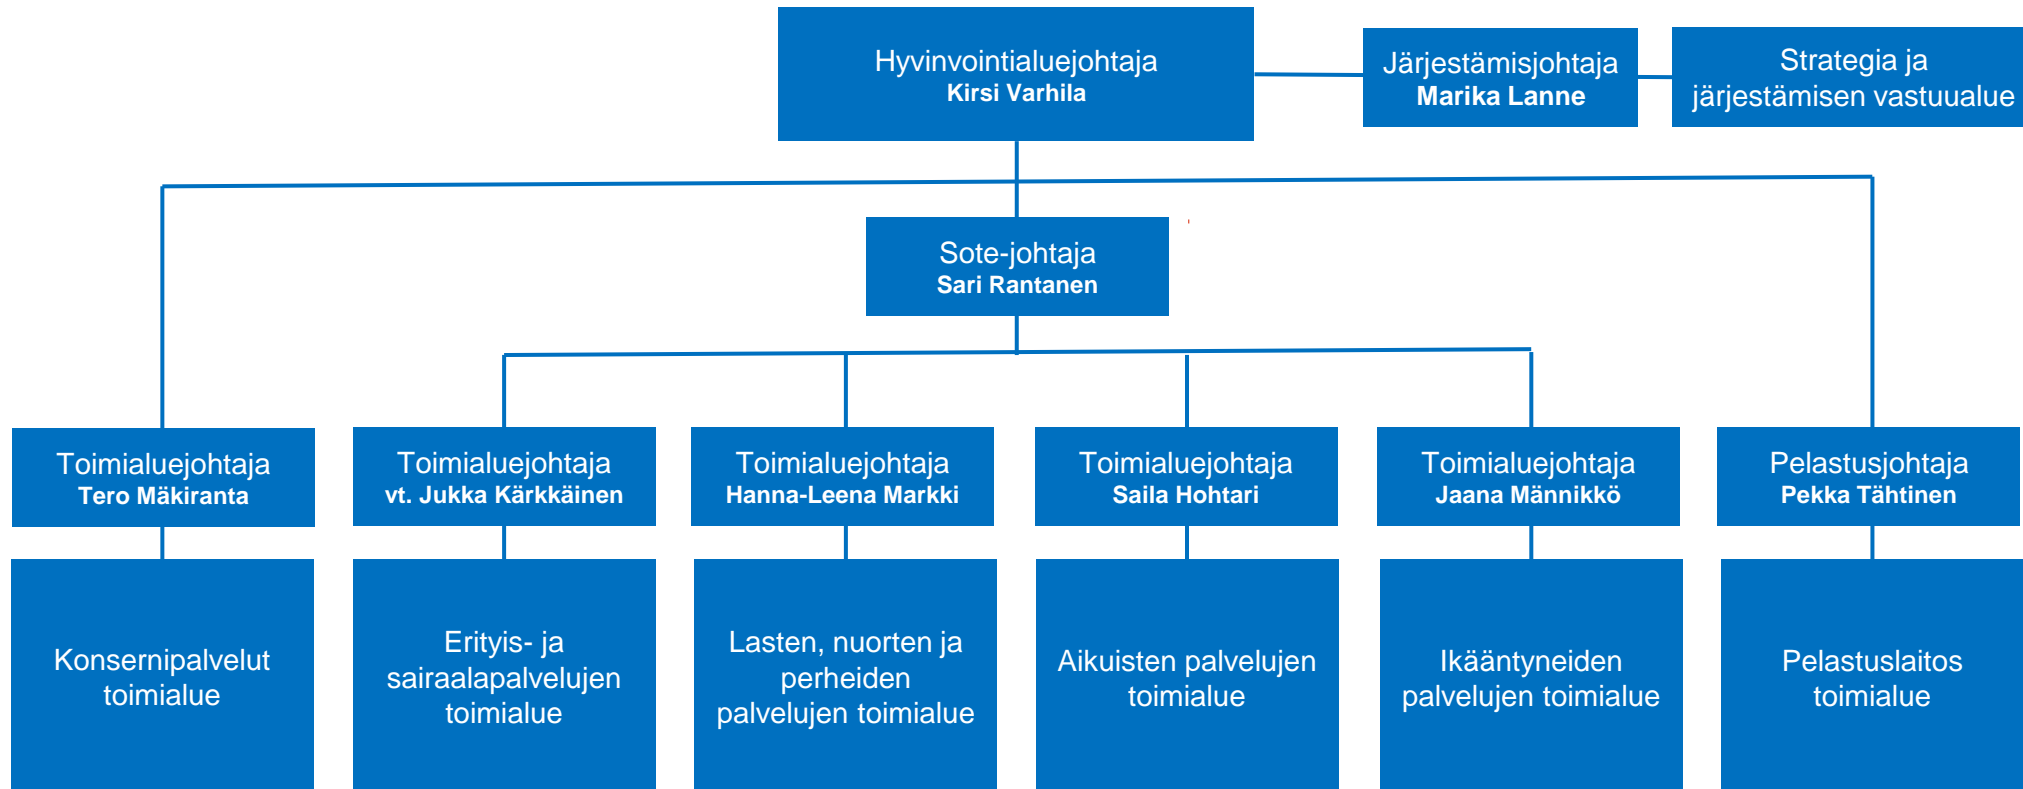 Hyvinvointialuejohtaja
Kirsi Varhila
Järjestämisjohtaja
Marika Lanne
Strategia ja
järjestämisen vastuualue
Sote-johtaja
Sari Rantanen
Toimialuejohtaja
Tero Mäkiranta
Toimialuejohtaja
vt. Jukka Kärkkäinen
Toimialuejohtaja
Hanna-Leena Markki
Toimialuejohtaja
Saila Hohtari
Toimialuejohtaja
Jaana Männikkö
Pelastusjohtaja
Pekka Tähtinen
Konsernipalvelut
toimialue
Erityis- ja
sairaalapalvelujen
toimialue
Lasten, nuorten ja
perheiden
palvelujen toimialue
Aikuisten palvelujen
toimialue
Ikääntyneiden
palvelujen toimialue
Pelastuslaitos
toimialue